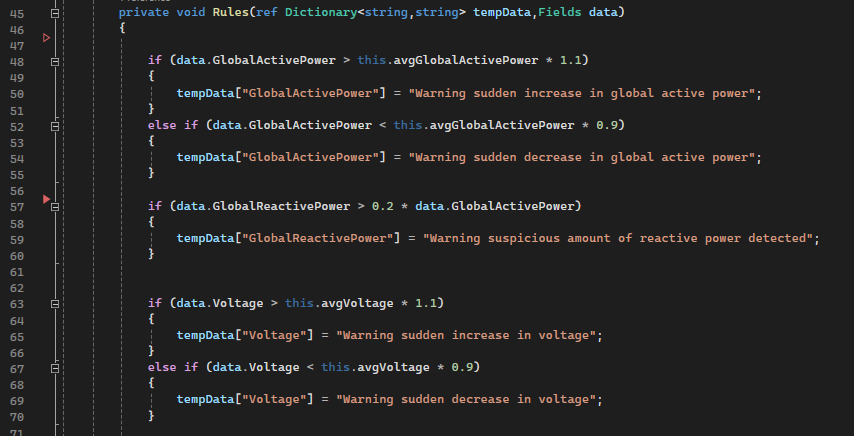 45 private void Rules(ref Dictionary<string,string> tempData,Fields data)
46 {
47
48 if (data.GlobalActivePower > this.avgGlobalActivePower * 1.1)
49 {
50 tempData["GlobalActivePower"] = "Warning sudden increase in global active power";
51 }
52 else if (data.GlobalActivePower < this.avgGlobalActivePower * 0.9)
53 {
54 tempData["GlobalActivePower"] = "Warning sudden decrease in global active power";
55 }
56
57 if (data.GlobalReactivePower > 0.2 * data.GlobalActivePower)
58 {
59 tempData["GlobalReactivePower"] = "Warning suspicious amount of reactive power detected";
60 }
61
62
63 if (data.Voltage > this.avgVoltage * 1.1)
64 {
65 tempData["Voltage"] = "Warning sudden increase in voltage";
66 }
67 else if (data.Voltage < this.avgVoltage * 0.9)
68 {
69 tempData["Voltage"] = "Warning sudden decrease in voltage";
70 }
71